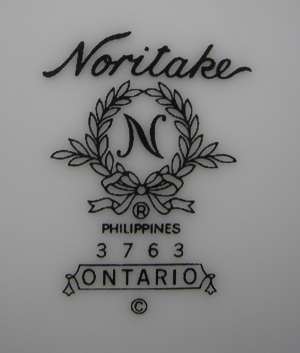 Noritake
N
®
PHILIPPINES
3763
ONTARIO
©